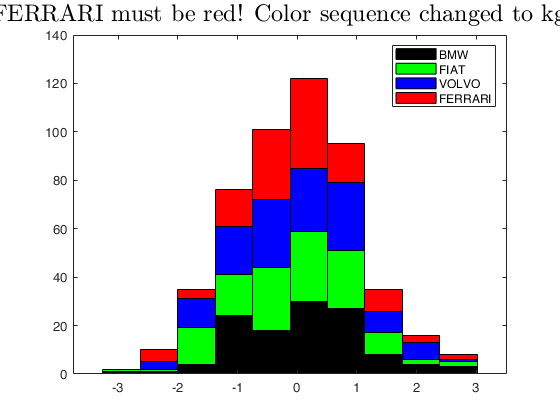 FERRARI must be red! Color sequence changed to kg
140
120
100
80
60
40
20
0
-3 -2 -1 0 1 2 3
BMW
FIAT
VOLVO
FERRARI